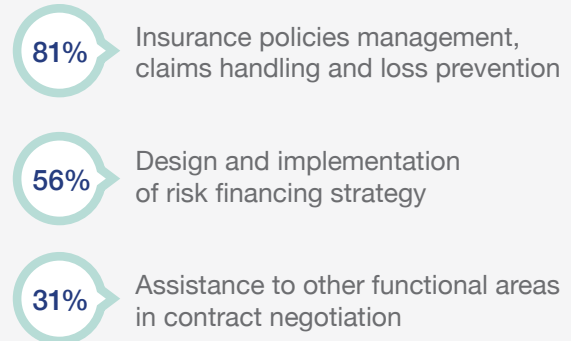 81%
Insurance policies management,
claims handling and loss prevention
56%
Design and implementation
of risk financing strategy
31%
Assistance to other functional areas
in contract negotiation